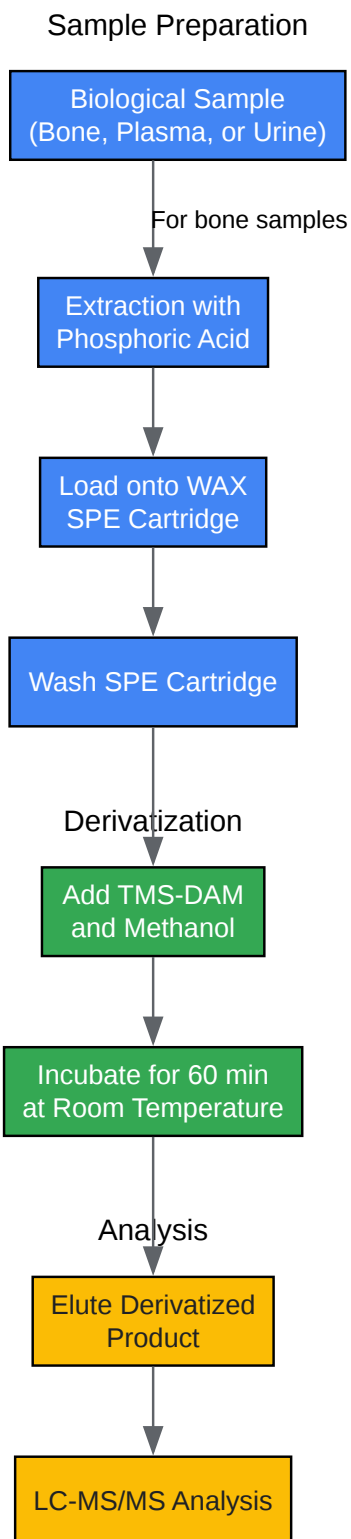 Sample Preparation
Biological Sample
(Bone, Plasma, or Urine)
For bone samples
Extraction with
Phosphoric Acid
Load onto WAX
SPE Cartridge
Wash SPE Cartridge
Derivatization
Add TMS-DAM
and Methanol
Incubate for 60 min
at Room Temperature
Analysis
Elute Derivatized
Product
LC-MS/MS Analysis